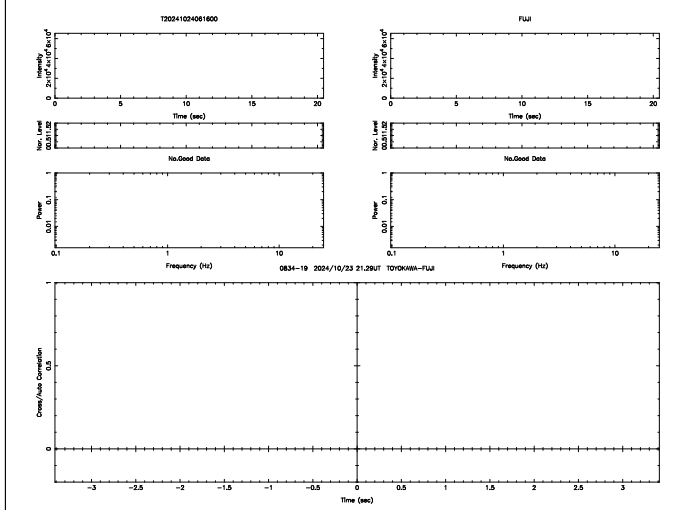 T20241024061600
FUJI
Intensity
0 2×10⁴ 4×10⁴ 6×10⁴
0 5 10 15 20
Time (sec)
Intensity
0 2×10⁴ 4×10⁴ 6×10⁴
0 5 10 15 20
Time (sec)
Nor. Level
00.511.52
Nor. Level
00.511.52
No.Good Data
No.Good Data
Power
1
0.1
0.01
0.1 1 10
Frequency (Hz)
Power
1
0.1
0.01
0.1 1 10
Frequency (Hz)
0834-19 2024/10/23 21.29UT TOYOKAWA-FUJI
Cross/Auto Correlation
1
0.5
0
-3 -2.5 -2 -1.5 -1 -0.5 0 0.5 1 1.5 2 2.5 3
Time (sec)